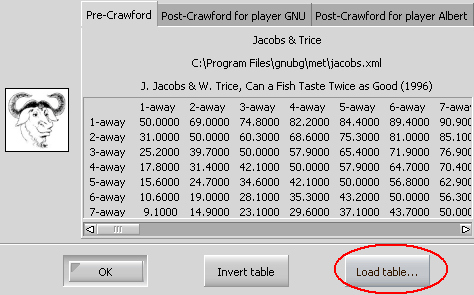 Pre-Crawford Post-Crawford for player GNU Post-Crawford for player Albert
Jacobs & Trice
C:\Program Files\gnubg\met\jacobs.xml
J. Jacobs & W. Trice, Can a Fish Taste Twice as Good (1996)
1-away 2-away 3-away 4-away 5-away 6-away 7-away
1-away 50.0000 69.0000 74.8000 82.2000 84.4000 89.4000 90.900
2-away 31.0000 50.0000 60.3000 68.6000 75.3000 81.0000 85.100
3-away 25.2000 39.7000 50.0000 57.9000 65.4000 71.9000 76.900
4-away 17.8000 31.4000 42.1000 50.0000 57.9000 64.7000 70.400
5-away 15.6000 24.7000 34.6000 42.1000 50.0000 56.8000 62.900
6-away 10.6000 19.0000 28.1000 35.3000 43.2000 50.0000 56.300
7-away 9.1000 14.9000 23.1000 29.6000 37.1000 43.7000 50.000
OK Invert table Load table...